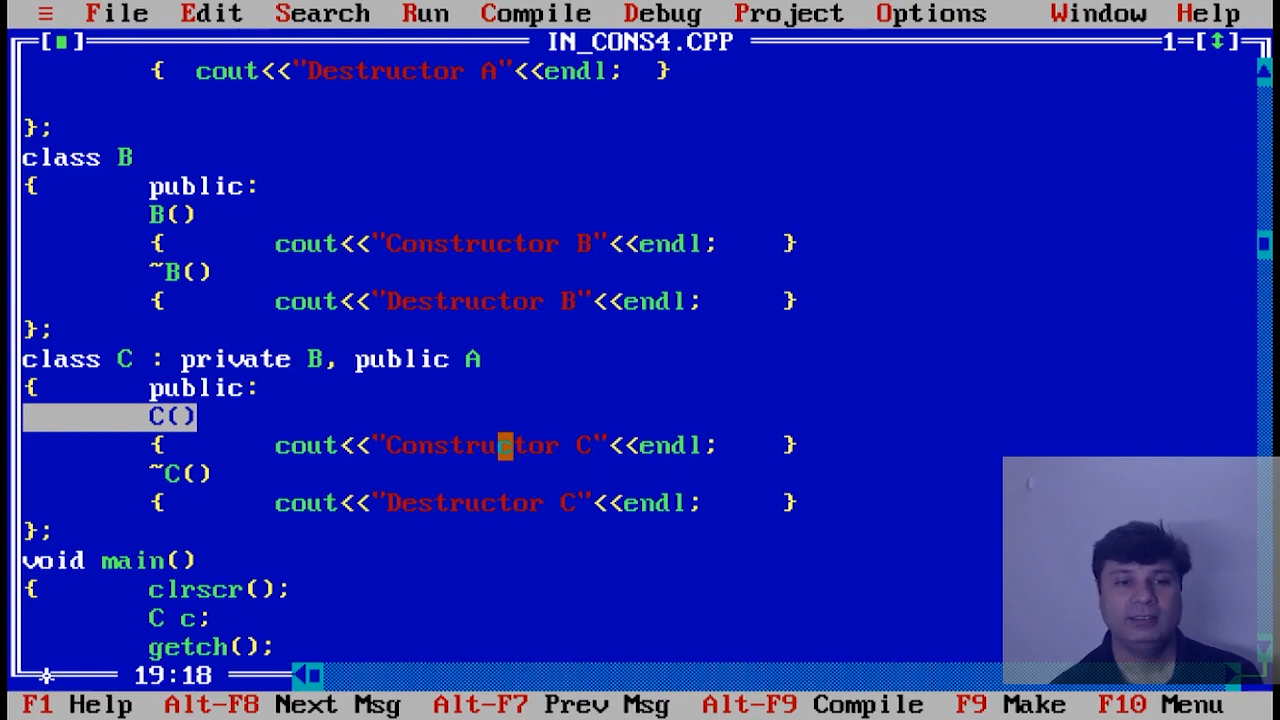 ≡ File Edit Search Run Compile Debug Project Options Window Help
[■] IN_CONS4.CPP 1=[↕]
{ cout<<"Destructor A"<<endl; }
};
class B
{ public:
B()
{ cout<<"Constructor B"<<endl; }
~B()
{ cout<<"Destructor B"<<endl; }
};
class C : private B, public A
{ public:
C()
{ cout<<"Constructor C"<<endl; }
~C()
{ cout<<"Destructor C"<<endl; }
};
void main()
{ clrscr();
C c;
getch();
19:18
F1 Help Alt-F8 Next Msg Alt-F7 Prev Msg Alt-F9 Compile F9 Make F10 Menu